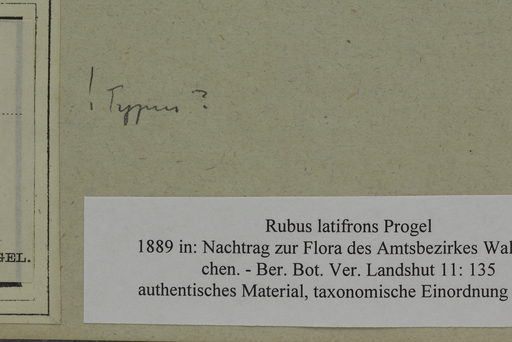 ! Typus?
GEL.
Rubus latifrons Progel
1889 in: Nachtrag zur Flora des Amtsbezirkes Wal
chen. - Ber. Bot. Ver. Landshut 11: 135
authentisches Material, taxonomische Einordnung